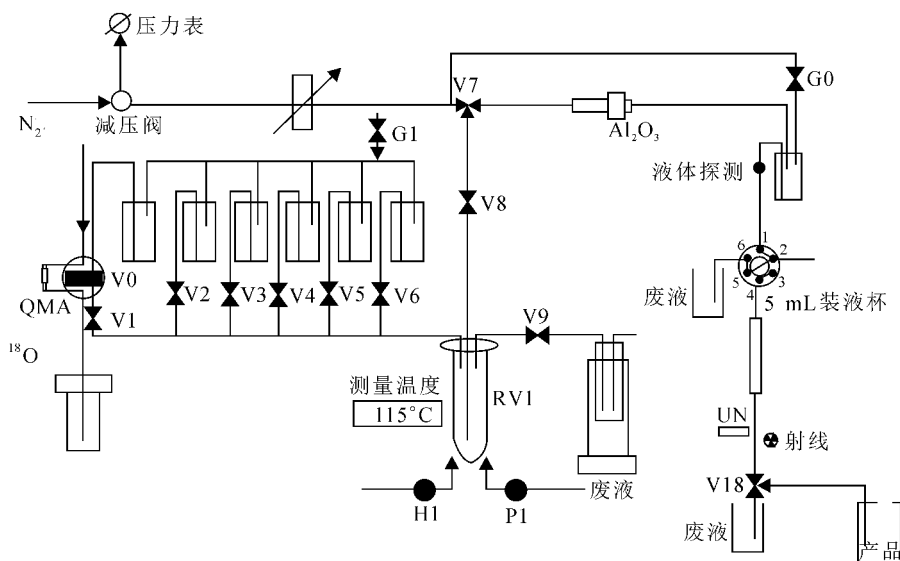 压力表
N₂
减压阀
V7
G0
Al₂O₃
G1
液体探测
V8
1
6
2
V0
5
3
QMA
V2
V3
V4
V5
V6
4
废液
5 mL装液杯
V1
V9
¹⁸O
测量温度
RV1
115°C
UN
射线
废液
V18
H1
P1
废液
产品